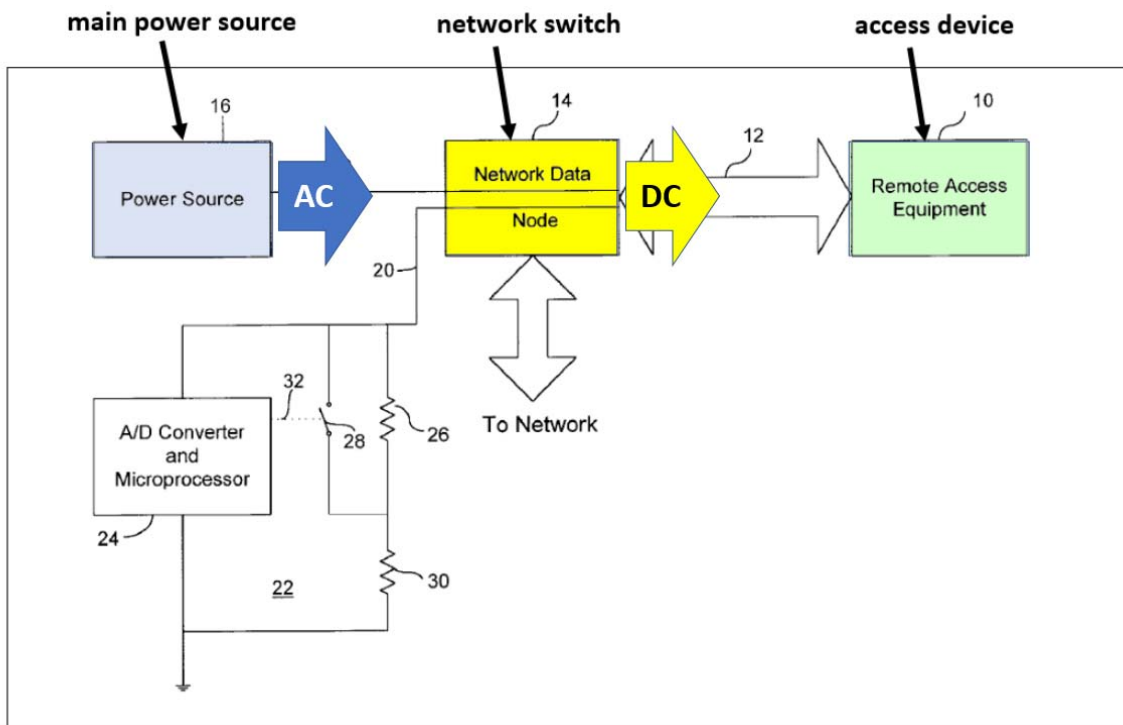 main power source
network switch
access device
16
14
10
12
Power Source
AC
Network Data
Node
DC
Remote Access
Equipment
20
32
28
26
To Network
A/D Converter
and
Microprocessor
24
22
30